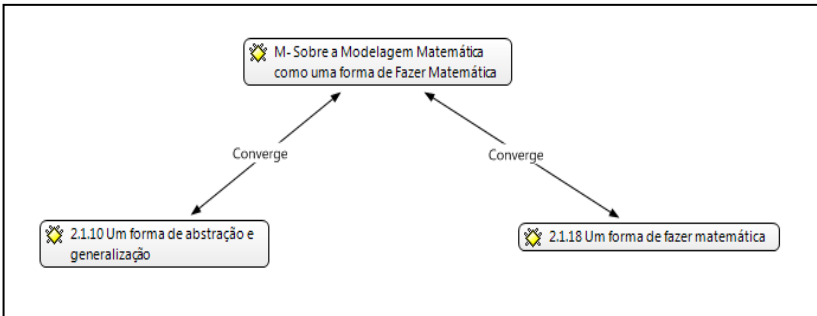 M- Sobre a Modelagem Matemática
como uma forma de Fazer Matemática
Converge
Converge
2.1.10 Um forma de abstração e
generalização
2.1.18 Um forma de fazer matemática